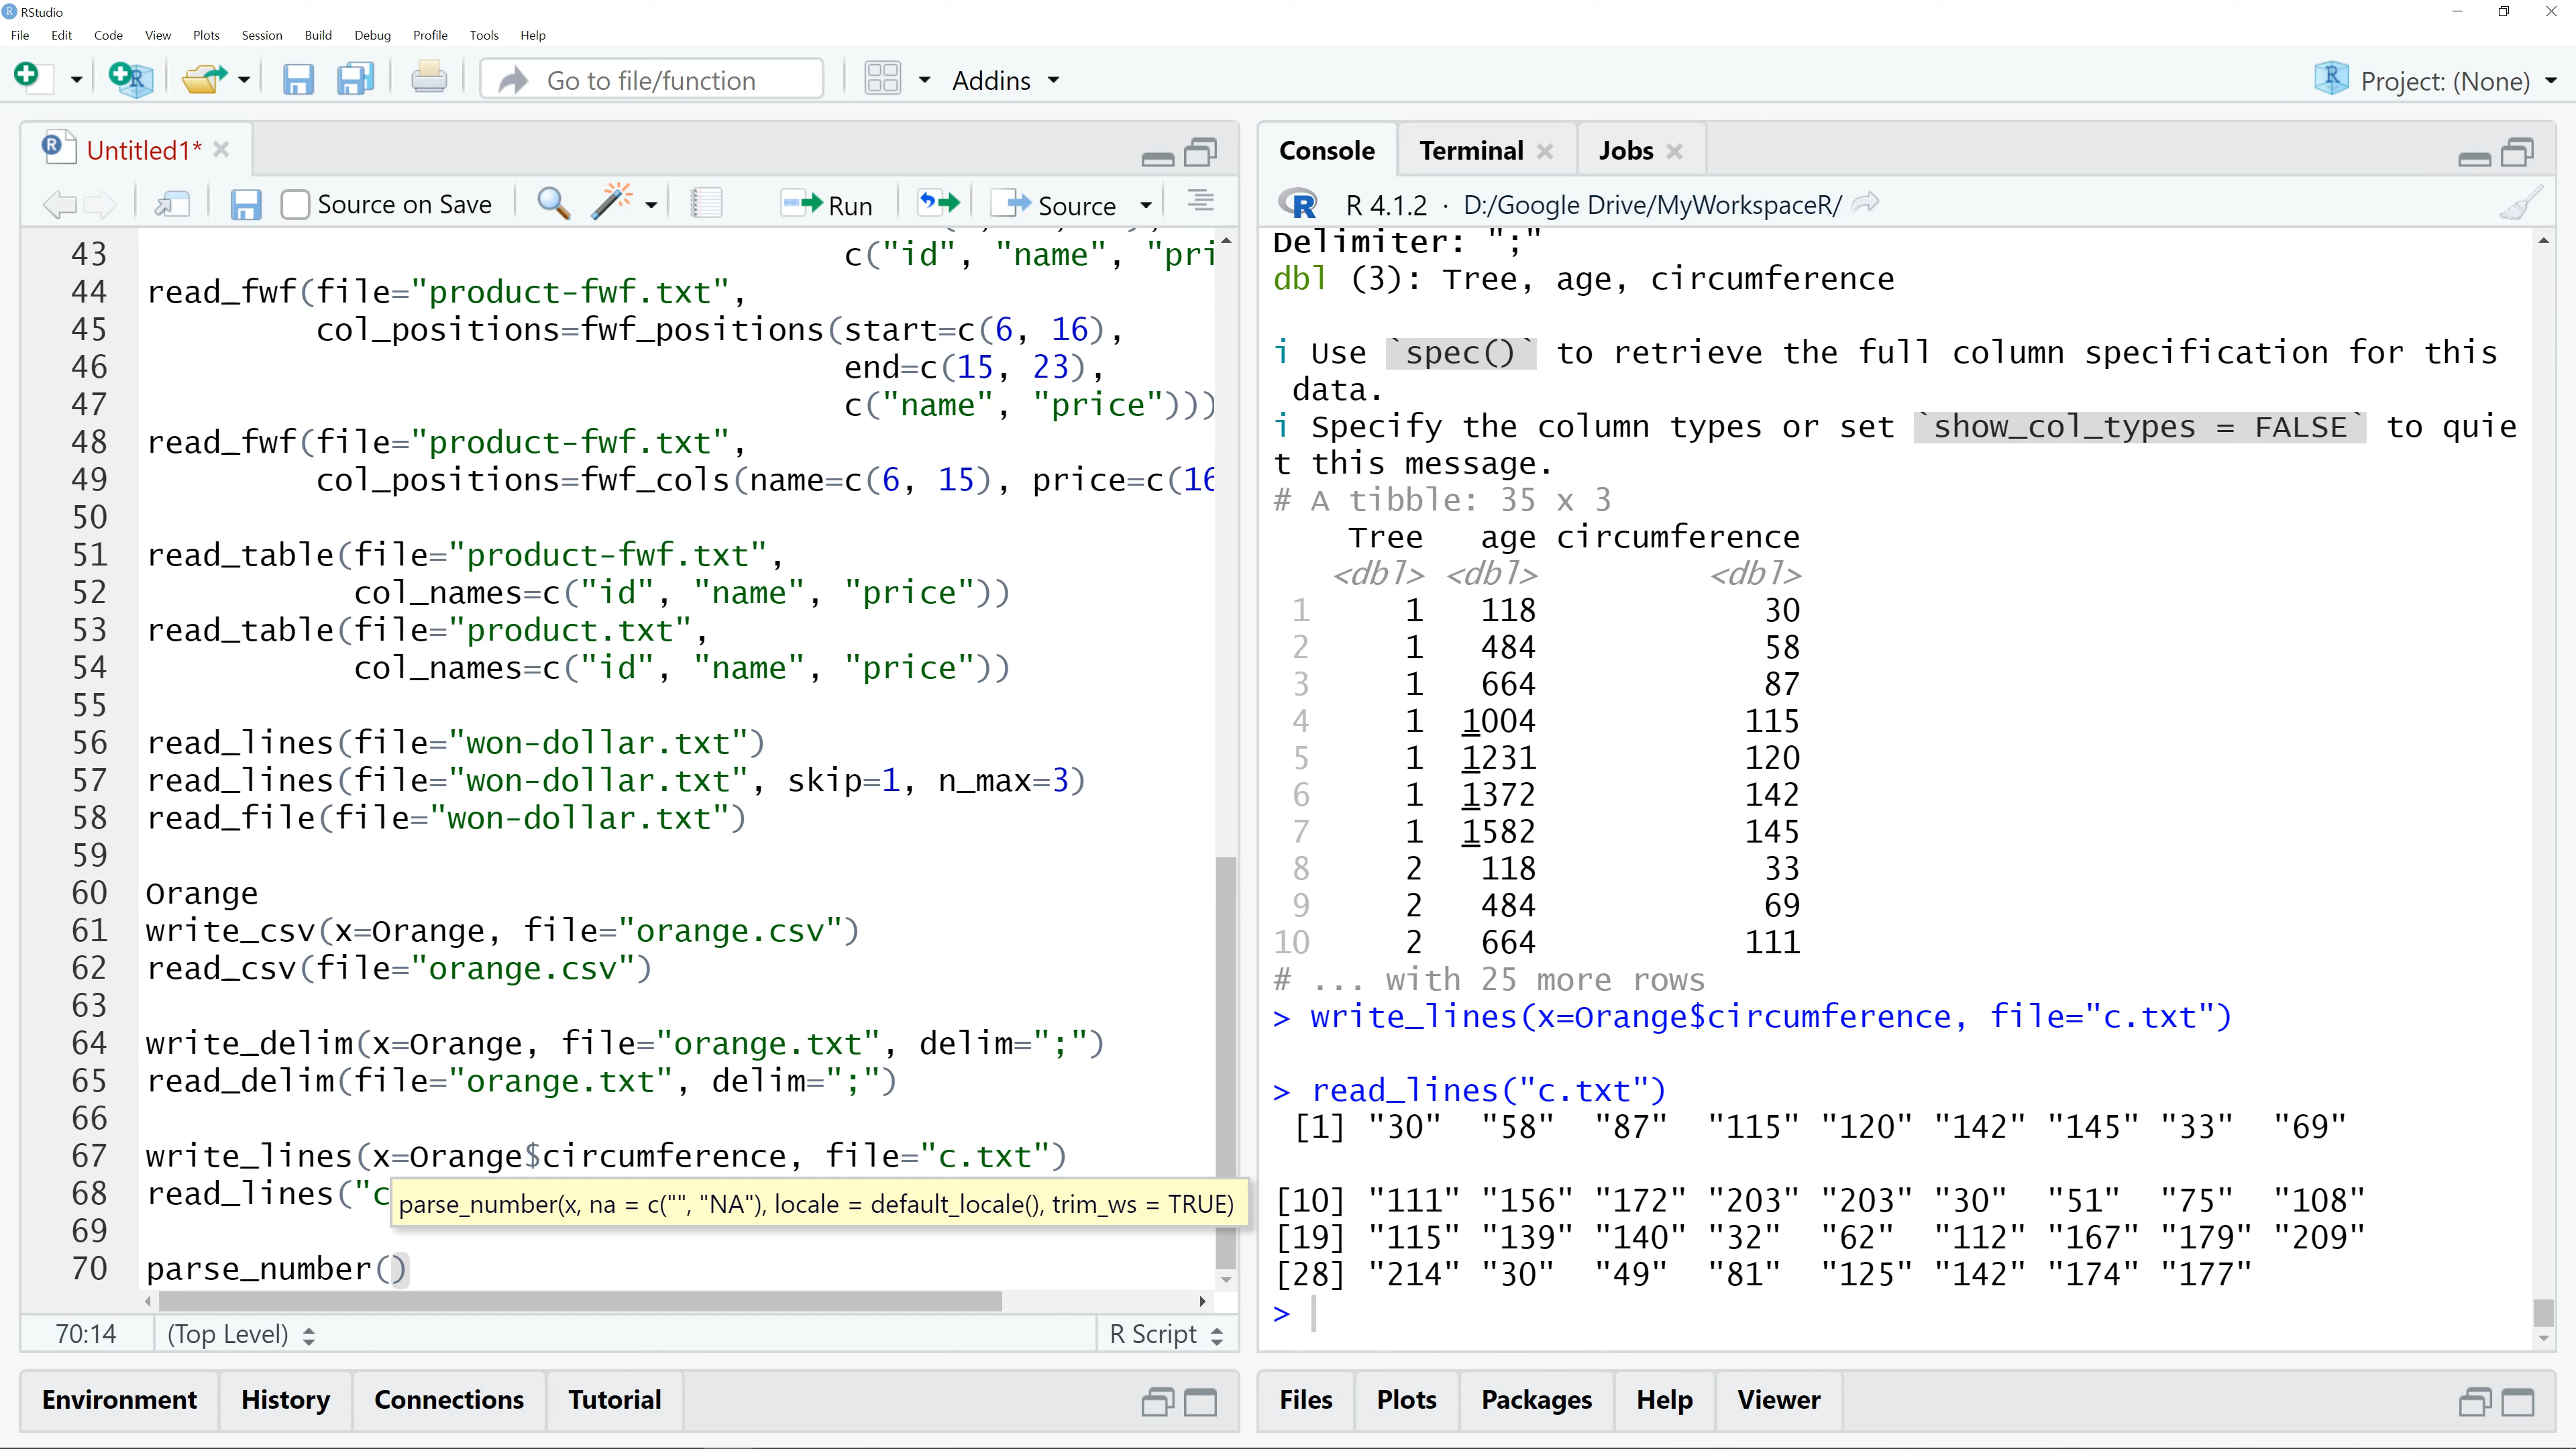 RStudio
File Edit Code View Plots Session Build Debug Profile Tools Help
Go to file/function Addins Project: (None)
Untitled1*
Source on Save Run Source
43 c("id", "name", "pri
44 read_fwf(file="product-fwf.txt",
45 col_positions=fwf_positions(start=c(6, 16),
46 end=c(15, 23),
47 c("name", "price")))
48 read_fwf(file="product-fwf.txt",
49 col_positions=fwf_cols(name=c(6, 15), price=c(16
50
51 read_table(file="product-fwf.txt",
52 col_names=c("id", "name", "price"))
53 read_table(file="product.txt",
54 col_names=c("id", "name", "price"))
55
56 read_lines(file="won-dollar.txt")
57 read_lines(file="won-dollar.txt", skip=1, n_max=3)
58 read_file(file="won-dollar.txt")
59
60 Orange
61 write_csv(x=Orange, file="orange.csv")
62 read_csv(file="orange.csv")
63
64 write_delim(x=Orange, file="orange.txt", delim=";")
65 read_delim(file="orange.txt", delim=";")
66
67 write_lines(x=Orange$circumference, file="c.txt")
68 read_lines("c
parse_number(x, na = c("", "NA"), locale = default_locale(), trim_ws = TRUE)
69
70 parse_number()
70:14 (Top Level) R Script
Environment History Connections Tutorial
Console Terminal Jobs
R 4.1.2 · D:/Google Drive/MyWorkspaceR/
Delimiter: ";"
dbl (3): Tree, age, circumference
i Use `spec()` to retrieve the full column specification for this
data.
i Specify the column types or set `show_col_types = FALSE` to quie
t this message.
# A tibble: 35 x 3
Tree age circumference
<dbl> <dbl> <dbl>
1 1 118 30
2 1 484 58
3 1 664 87
4 1 1004 115
5 1 1231 120
6 1 1372 142
7 1 1582 145
8 2 118 33
9 2 484 69
10 2 664 111
# ... with 25 more rows
> write_lines(x=Orange$circumference, file="c.txt")
> read_lines("c.txt")
[1] "30" "58" "87" "115" "120" "142" "145" "33" "69"
[10] "111" "156" "172" "203" "203" "30" "51" "75" "108"
[19] "115" "139" "140" "32" "62" "112" "167" "179" "209"
[28] "214" "30" "49" "81" "125" "142" "174" "177"
>
Files Plots Packages Help Viewer